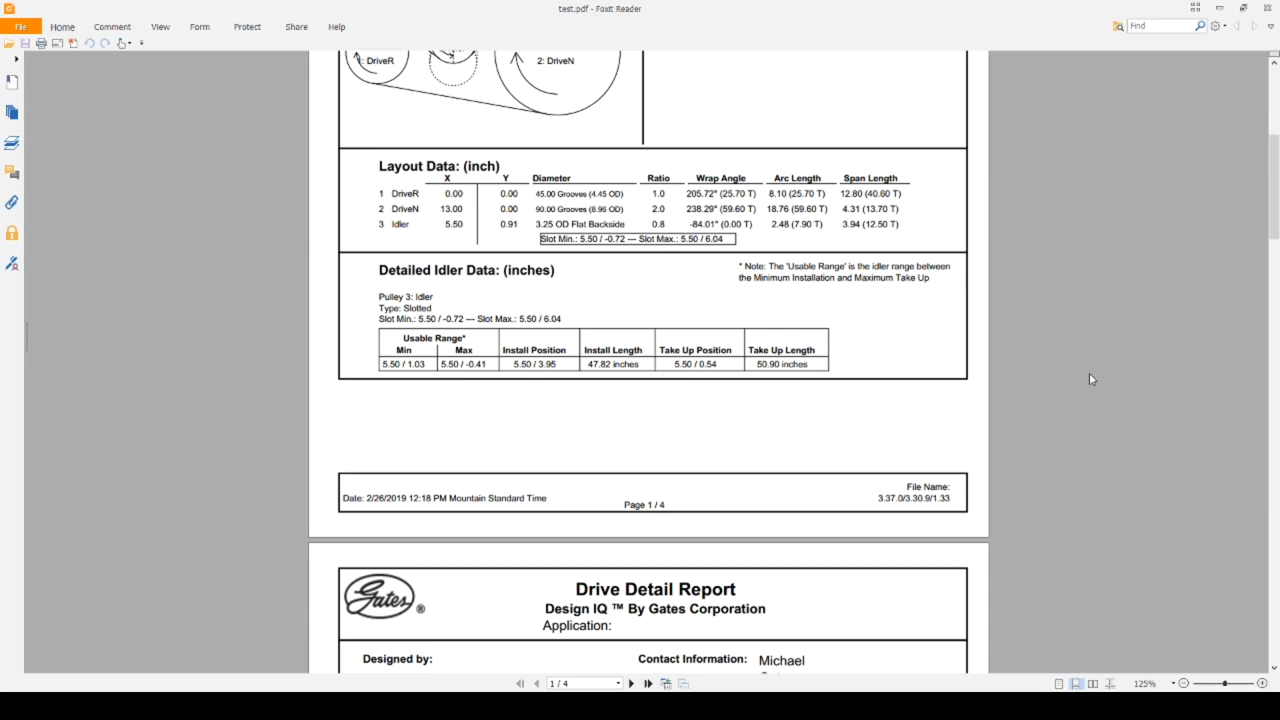 test.pdf - Foxit Reader
File Home Comment View Form Protect Share Help
Find
1: DriveR
2: DriveN
Layout Data: (inch)
X Y Diameter Ratio Wrap Angle Arc Length Span Length
1 DriveR 0.00 0.00 45.00 Grooves (4.45 OD) 1.0 205.72° (25.70 T) 8.10 (25.70 T) 12.80 (40.60 T)
2 DriveN 13.00 0.00 90.00 Grooves (8.96 OD) 2.0 238.29° (59.60 T) 18.76 (59.60 T) 4.31 (13.70 T)
3 Idler 5.50 0.91 3.25 OD Flat Backside 0.8 -84.01° (0.00 T) 2.48 (7.90 T) 3.94 (12.50 T)
Slot Min.: 5.50 / -0.72 --- Slot Max.: 5.50 / 6.04
Detailed Idler Data: (inches)
* Note: The 'Usable Range' is the idler range between
the Minimum Installation and Maximum Take Up
Pulley 3: Idler
Type: Slotted
Slot Min.: 5.50 / -0.72 --- Slot Max.: 5.50 / 6.04
Usable Range*
Min Max Install Position Install Length Take Up Position Take Up Length
5.50 / 1.03 5.50 / -0.41 5.50 / 3.95 47.82 inches 5.50 / 0.54 50.90 inches
File Name:
Date: 2/26/2019 12:18 PM Mountain Standard Time 3.37.0/3.30.9/1.33
Page 1 / 4
Gates ®
Drive Detail Report
Design IQ ™ By Gates Corporation
Application:
Designed by: Contact Information: Michael
1 / 4
125%